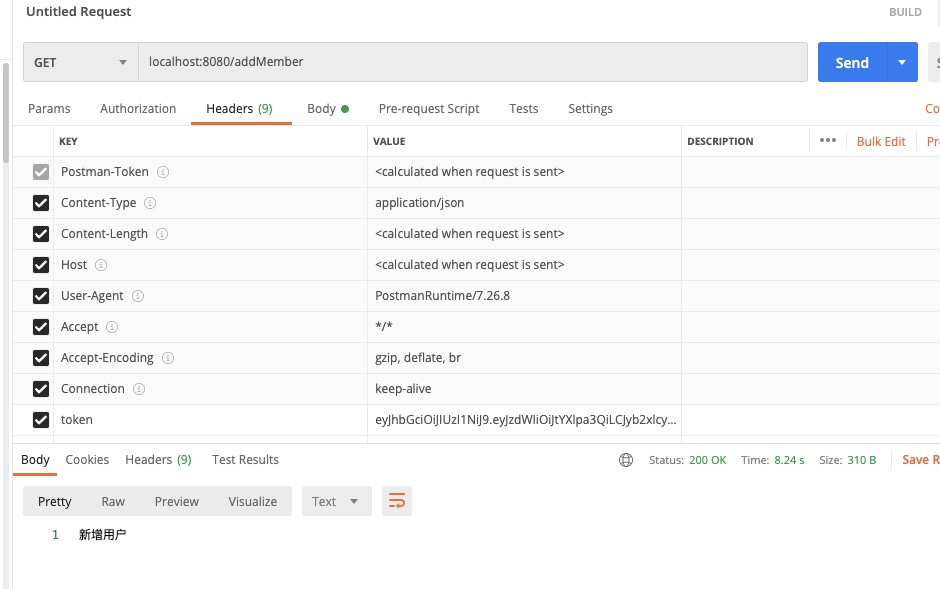 Untitled Request
BUILD
GET
localhost:8080/addMember
Send
Params
Authorization
Headers (9)
Body
Pre-request Script
Tests
Settings
Co
KEY
VALUE
DESCRIPTION
•••
Bulk Edit
Pre
Postman-Token
<calculated when request is sent>
Content-Type
application/json
Content-Length
<calculated when request is sent>
Host
<calculated when request is sent>
User-Agent
PostmanRuntime/7.26.8
Accept
*/*
Accept-Encoding
gzip, deflate, br
Connection
keep-alive
token
eyJhbGciOiJIUzI1NiJ9.eyJzdWIiOiJtYXlpa3QiLCJyb2xlcy...
Body
Cookies
Headers (9)
Test Results
Status: 200 OK
Time: 8.24 s
Size: 310 B
Save R
Pretty
Raw
Preview
Visualize
Text
1
新增用户